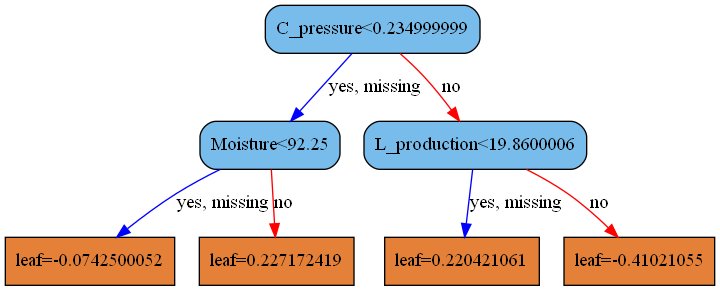 C_pressure<0.234999999
yes, missing
no
Moisture<92.25
L_production<19.8600006
yes, missing
no
yes, missing
no
leaf=-0.0742500052
leaf=0.227172419
leaf=0.220421061
leaf=-0.41021055